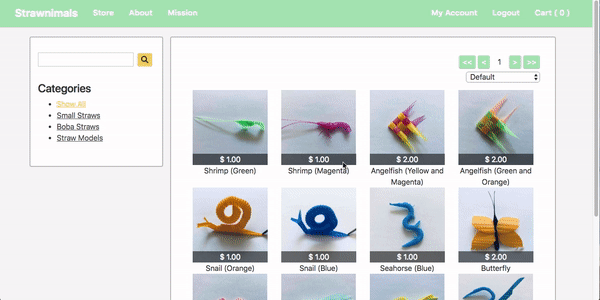 Strawnimals Store About Mission My Account Logout Cart ( 0 )
Categories
Show All
Small Straws
Boba Straws
Straw Models
<< < 1 > >>
Default
$ 1.00 $ 1.00 $ 2.00 $ 2.00
Shrimp (Green) Shrimp (Magenta) Angelfish (Yellow and Magenta) Angelfish (Green and Orange)
$ 1.00 $ 1.00 $ 1.00 $ 2.00
Snail (Orange) Snail (Blue) Seahorse (Blue) Butterfly